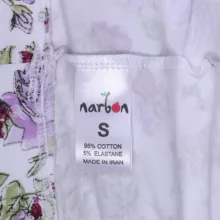 narbon
S
95% COTTON
5% ELASTANE
MADE IN IRAN